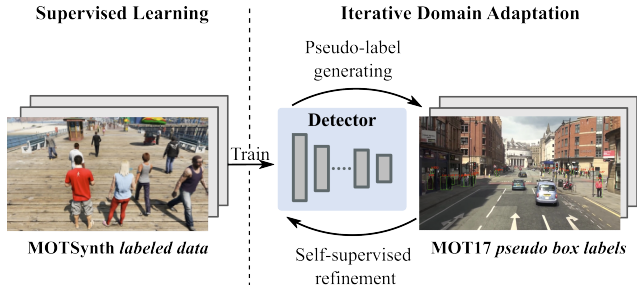 Supervised Learning
Iterative Domain Adaptation
Pseudo-label
generating
Detector
Train
MOTSynth labeled data
MOT17 pseudo box labels
Self-supervised
refinement